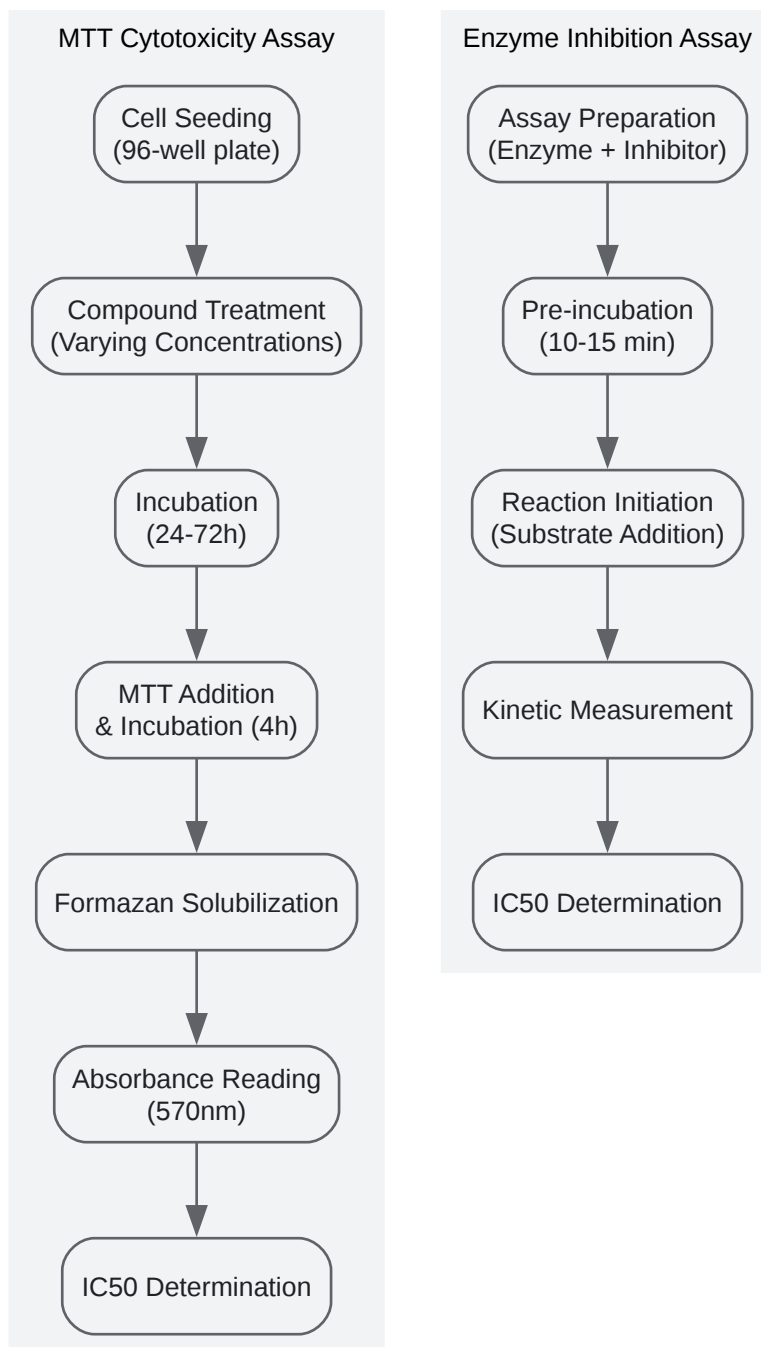 MTT Cytotoxicity Assay
Cell Seeding
(96-well plate)
Compound Treatment
(Varying Concentrations)
Incubation
(24-72h)
MTT Addition
& Incubation (4h)
Formazan Solubilization
Absorbance Reading
(570nm)
IC50 Determination
Enzyme Inhibition Assay
Assay Preparation
(Enzyme + Inhibitor)
Pre-incubation
(10-15 min)
Reaction Initiation
(Substrate Addition)
Kinetic Measurement
IC50 Determination